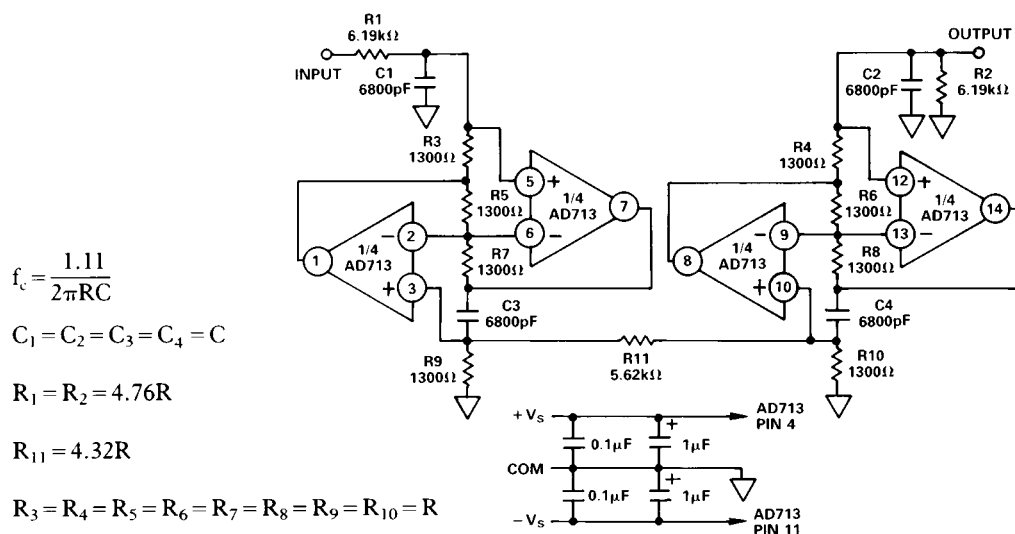 R1
6.19kΩ
INPUT
C1
6800pF
R3
1300Ω
R5
1300Ω
R7
1300Ω
5
+
1/4
AD713
7
6
−
1
1/4
AD713
−
2
+
3
C3
6800pF
R9
1300Ω
R11
5.62kΩ
OUTPUT
C2
6800pF
R2
6.19kΩ
R4
1300Ω
R6
1300Ω
R8
1300Ω
12
+
1/4
AD713
14
13
−
8
1/4
AD713
−
9
+
10
C4
6800pF
R10
1300Ω
+VS
AD713
PIN 4
0.1μF
+
1μF
COM
0.1μF
+
1μF
−VS
AD713
PIN 11
fc = 1.11 / 2πRC
C1 = C2 = C3 = C4 = C
R1 = R2 = 4.76R
R11 = 4.32R
R3 = R4 = R5 = R6 = R7 = R8 = R9 = R10 = R